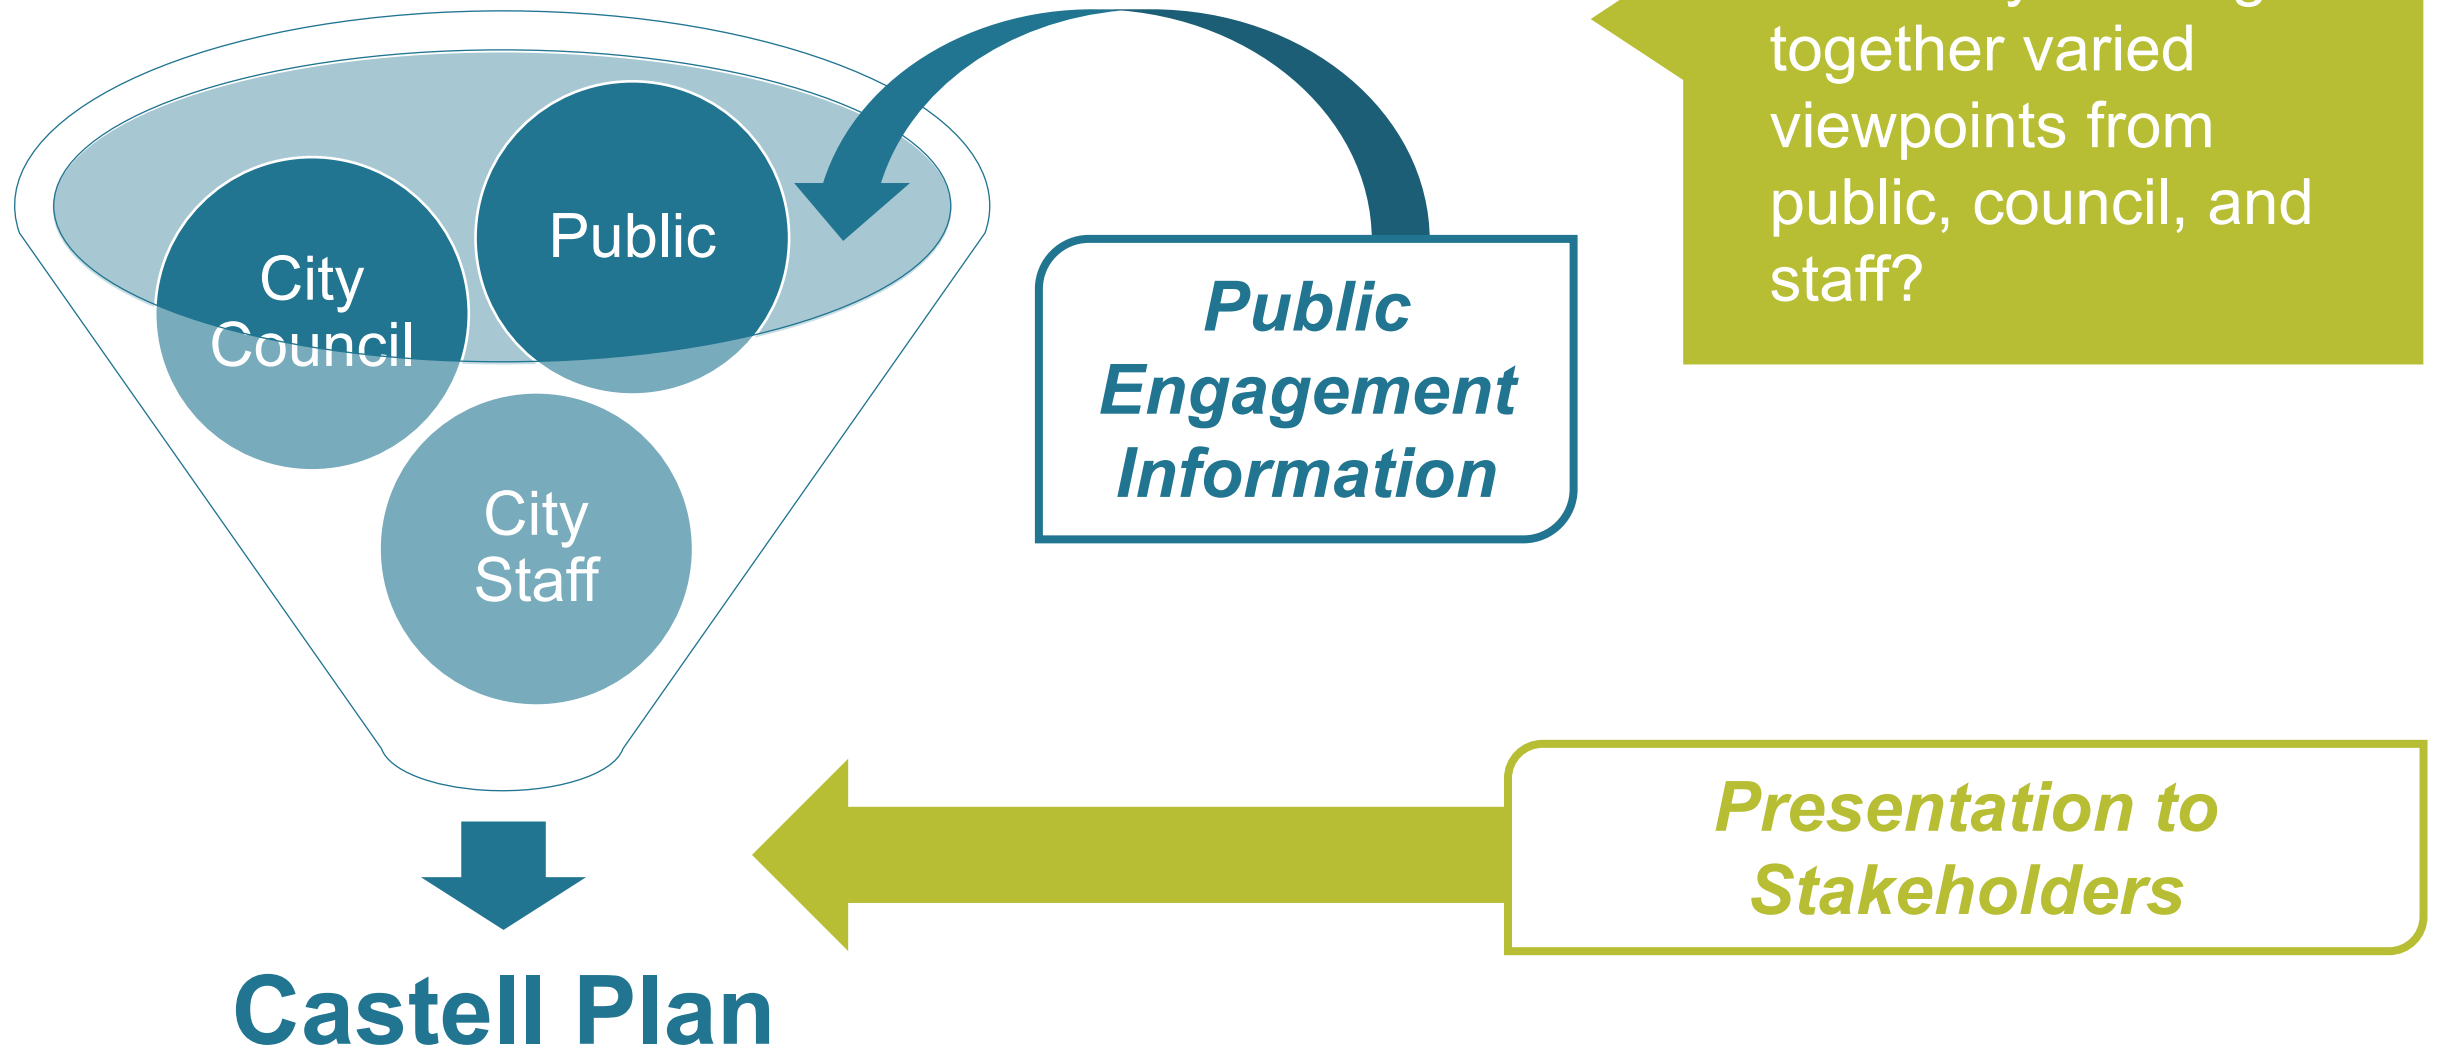 together varied
viewpoints from
public, council, and
staff?
Public
City
Council
City
Staff
Public
Engagement
Information
Presentation to
Stakeholders
Castell Plan